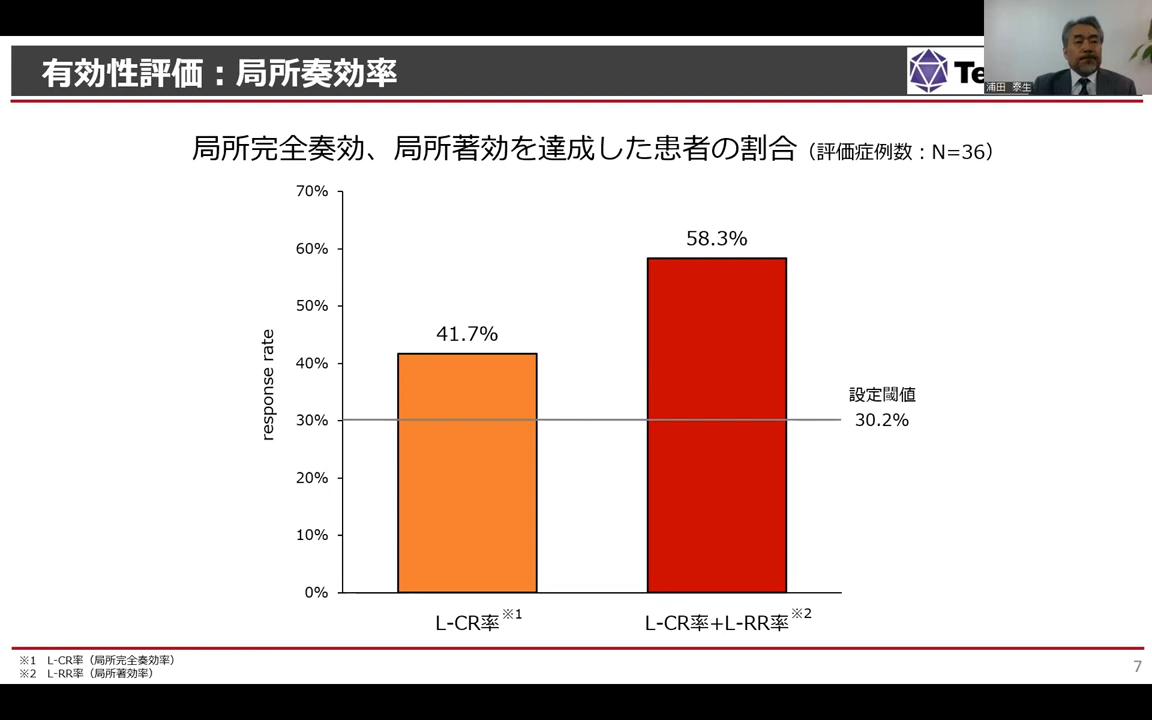 有効性評価：局所奏効率
Te
浦田 泰生
局所完全奏効、局所著効を達成した患者の割合（評価症例数：N=36）
70%
60%
50%
40%
30%
20%
10%
0%
response rate
41.7%
58.3%
設定閾値
30.2%
L-CR率※1
L-CR率+L-RR率※2
※1 L-CR率（局所完全奏効率）
※2 L-RR率（局所著効率）
7